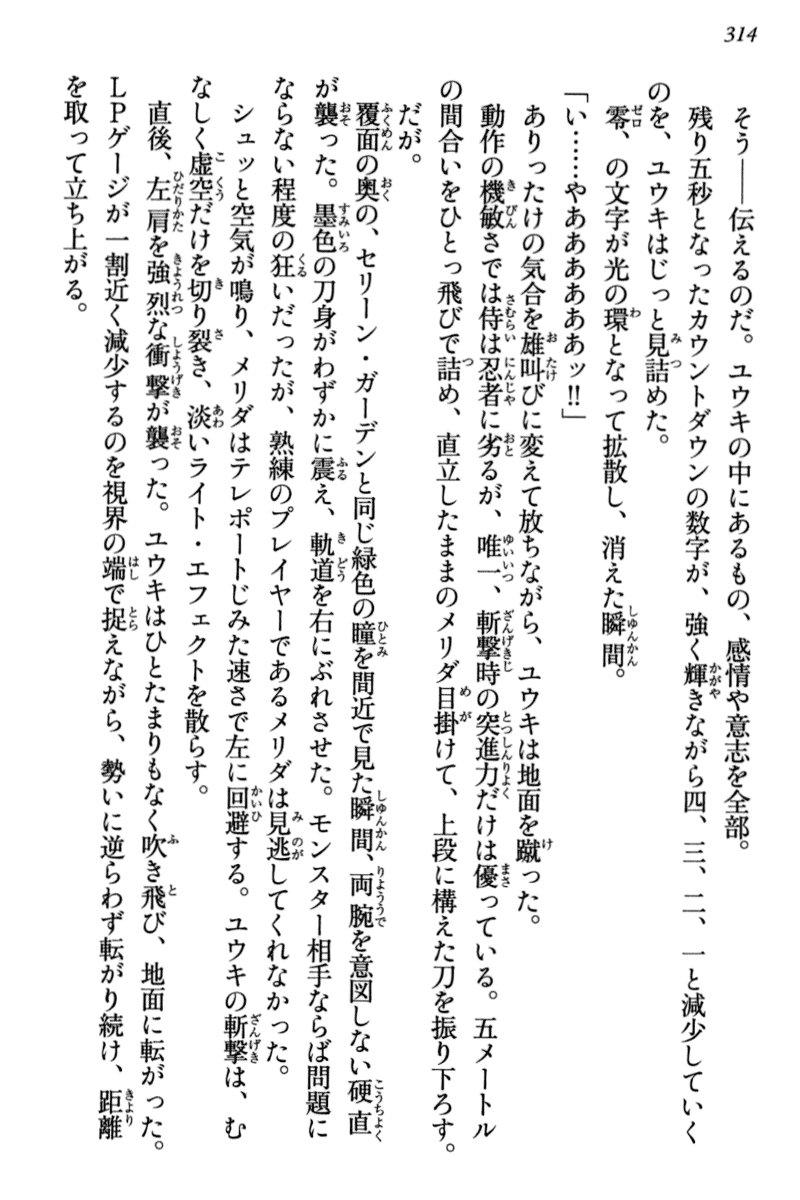 314
そう――伝えるのだ。ユウキの中にあるもの、感情や意志を全部。
残り五秒となったカウントダウンの数字が、強く輝きながら四、三、二、一と減少していく
のを、ユウキはじっと見詰めた。
零、の文字が光の環となって拡散し、消えた瞬間。
「い……やああああああッ!!」
ありったけの気合を雄叫びに変えて放ちながら、ユウキは地面を蹴った。
動作の機敏さでは侍は忍者に劣るが、唯一、斬撃時の突進力だけは優っている。五メートル
の間合いをひとっ飛びで詰め、直立したままのメリダ目掛けて、上段に構えた刀を振り下ろす。
だが。
覆面の奥の、セリーン・ガーデンと同じ緑色の瞳を間近で見た瞬間、両腕を意図しない硬直
が襲った。墨色の刀身がわずかに震え、軌道を右にぶれさせた。モンスター相手ならば問題に
ならない程度の狂いだったが、熟練のプレイヤーであるメリダは見逃してくれなかった。
シュッと空気が鳴り、メリダはテレポートじみた速さで左に回避する。ユウキの斬撃は、む
なしく虚空だけを切り裂き、淡いライト・エフェクトを散らす。
直後、左肩を強烈な衝撃が襲った。ユウキはひとたまりもなく吹き飛び、地面に転がった。
LPゲージが一割近く減少するのを視界の端で捉えながら、勢いに逆らわず転がり続け、距離
を取って立ち上がる。